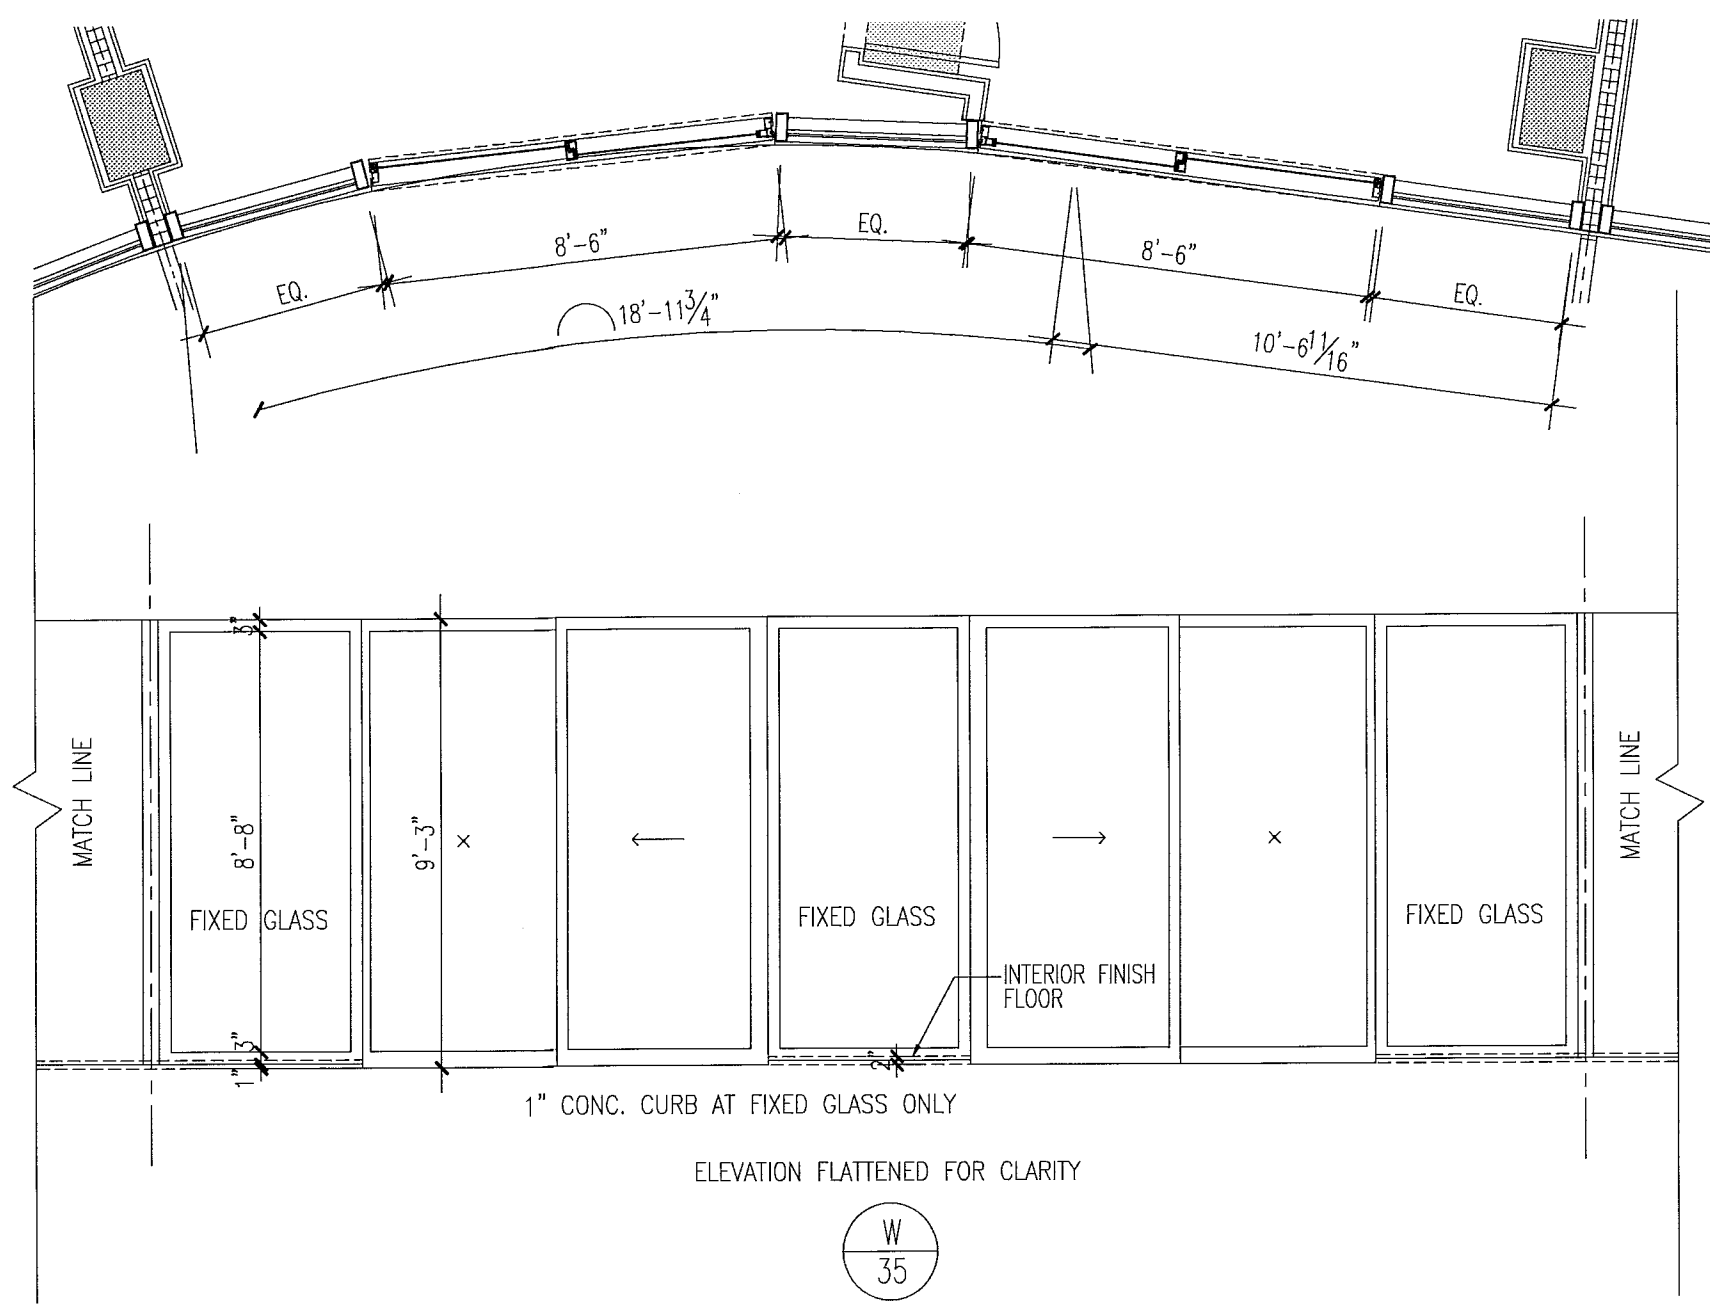 EQ.
8'-6"
EQ.
8'-6"
EQ.
18'-11 3/4"
10'-6 11/16"
3"
MATCH LINE
8'-8"
9'-3"
×
←
→
×
MATCH LINE
FIXED GLASS
FIXED GLASS
FIXED GLASS
INTERIOR FINISH
FLOOR
3"
1"
2"
1" CONC. CURB AT FIXED GLASS ONLY
ELEVATION FLATTENED FOR CLARITY
W
35